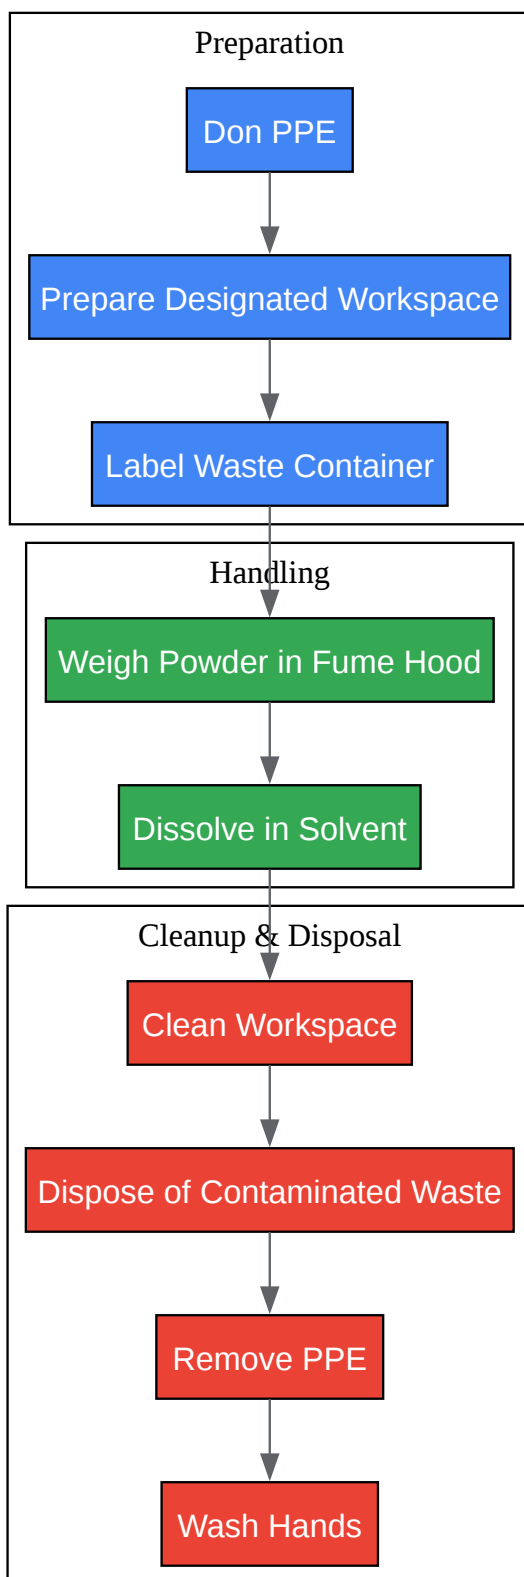 Preparation
Don PPE
Prepare Designated Workspace
Label Waste Container
Handling
Weigh Powder in Fume Hood
Dissolve in Solvent
Cleanup & Disposal
Clean Workspace
Dispose of Contaminated Waste
Remove PPE
Wash Hands